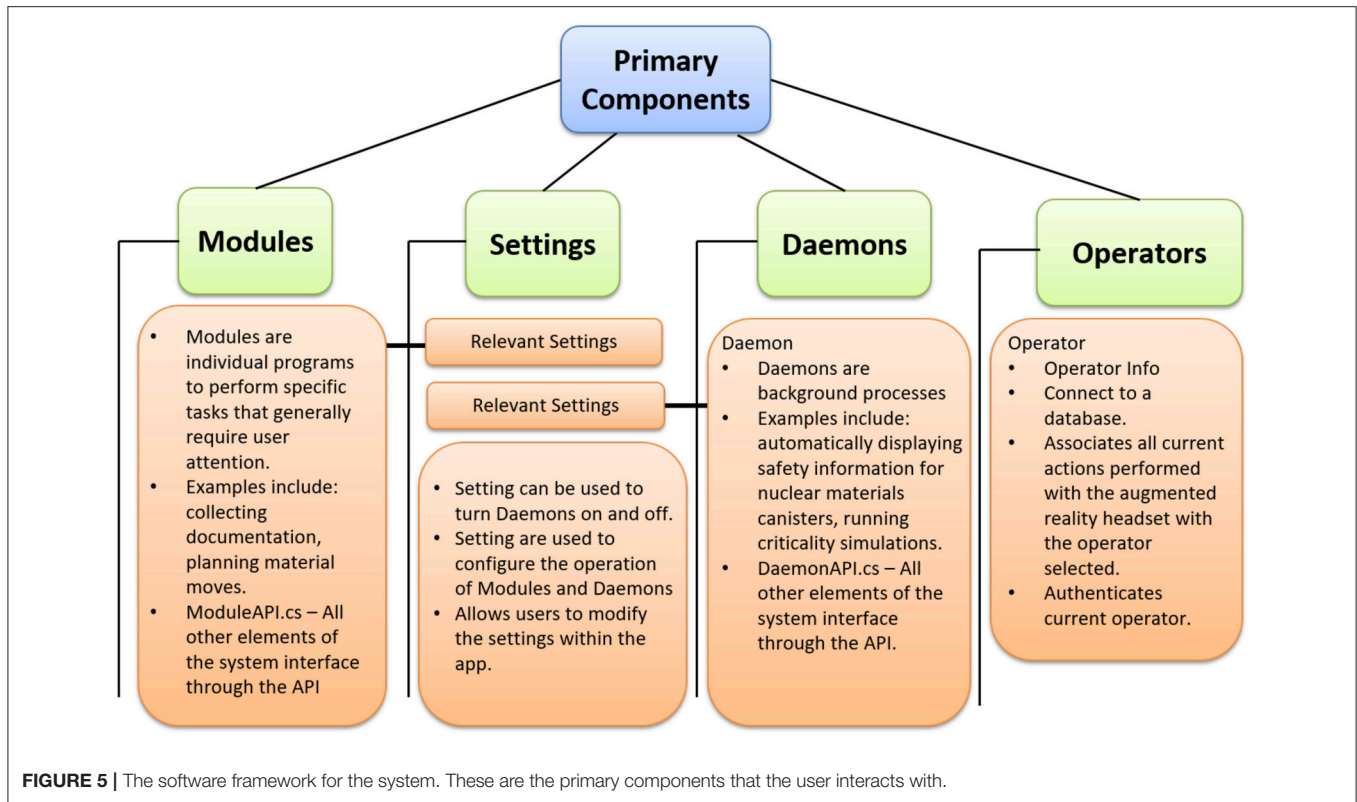 Primary
Components
Modules
Settings
Daemons
Operators
• Modules are
individual programs
to perform specific
tasks that generally
require user
attention.
• Examples include:
collecting
documentation,
planning material
moves.
• ModuleAPI.cs – All
other elements of
the system interface
through the API
Relevant Settings
Relevant Settings
• Setting can be used to
turn Daemons on and off.
• Setting are used to
configure the operation
of Modules and Daemons
• Allows users to modify
the settings within the
app.
Daemon
• Daemons are
background processes
• Examples include:
automatically displaying
safety information for
nuclear materials
canisters, running
criticality simulations.
• DaemonAPI.cs – All
other elements of the
system interface
through the API.
Operator
• Operator Info
• Connect to a
database.
• Associates all current
actions performed
with the augmented
reality headset with
the operator
selected.
• Authenticates
current operator.
FIGURE 5 | The software framework for the system. These are the primary components that the user interacts with.